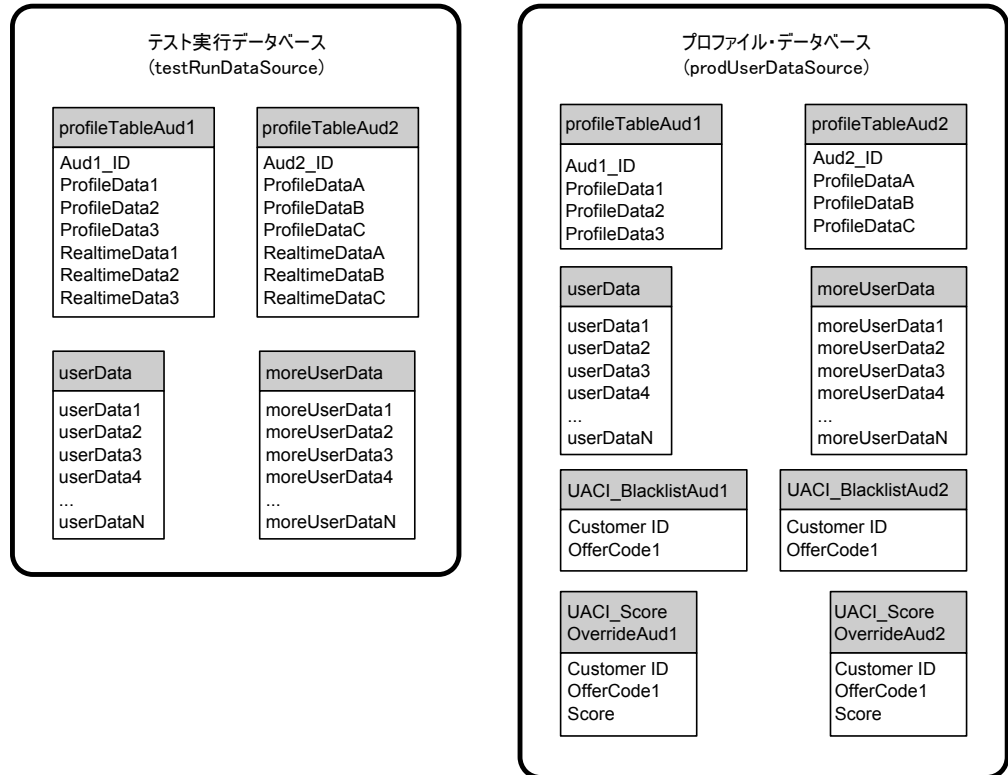 テスト実行データベース
(testRunDataSource)
profileTableAud1
Aud1_ID
ProfileData1
ProfileData2
ProfileData3
RealtimeData1
RealtimeData2
RealtimeData3
profileTableAud2
Aud2_ID
ProfileDataA
ProfileDataB
ProfileDataC
RealtimeDataA
RealtimeDataB
RealtimeDataC
userData
userData1
userData2
userData3
userData4
...
userDataN
moreUserData
moreUserData1
moreUserData2
moreUserData3
moreUserData4
...
moreUserDataN
プロファイル・データベース
(prodUserDataSource)
profileTableAud1
Aud1_ID
ProfileData1
ProfileData2
ProfileData3
profileTableAud2
Aud2_ID
ProfileDataA
ProfileDataB
ProfileDataC
userData
userData1
userData2
userData3
userData4
...
userDataN
moreUserData
moreUserData1
moreUserData2
moreUserData3
moreUserData4
...
moreUserDataN
UACI_BlacklistAud1
Customer ID
OfferCode1
UACI_BlacklistAud2
Customer ID
OfferCode1
UACI_Score
OverrideAud1
Customer ID
OfferCode1
Score
UACI_Score
OverrideAud2
Customer ID
OfferCode1
Score